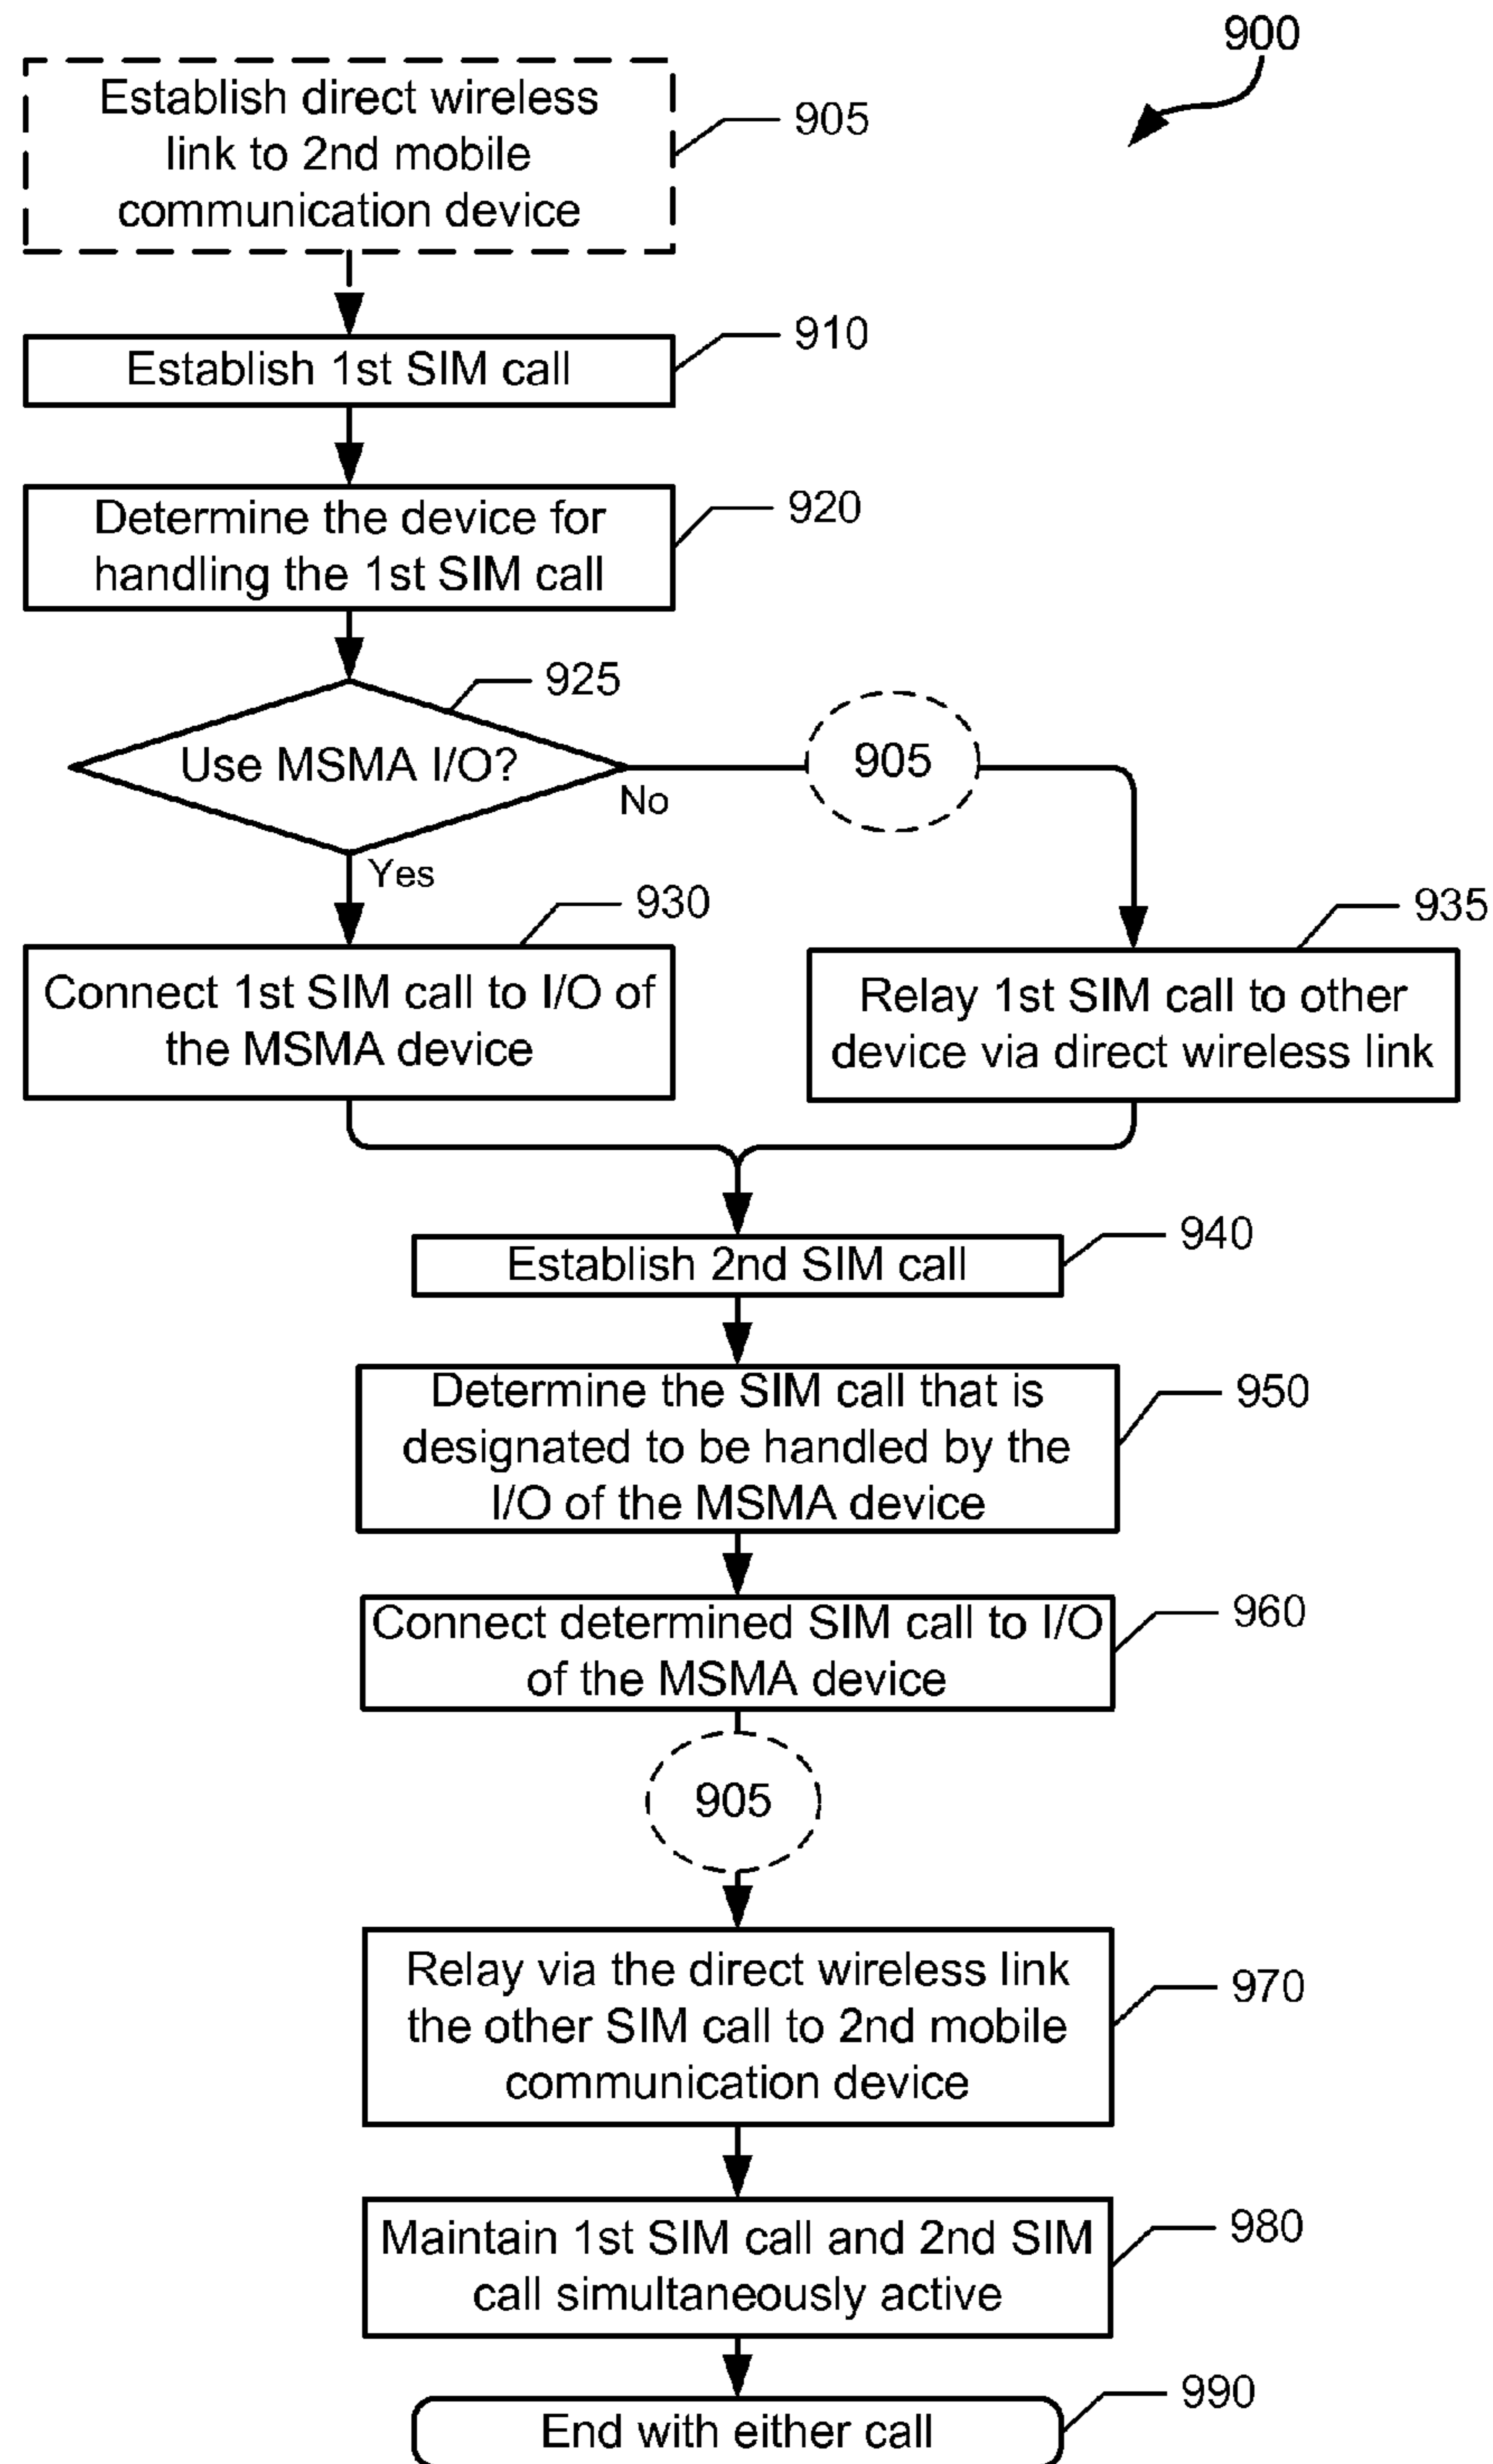 900
Establish direct wireless
link to 2nd mobile
communication device
905
Establish 1st SIM call
910
Determine the device for
handling the 1st SIM call
920
925
Use MSMA I/O?
No
905
Yes
930
Connect 1st SIM call to I/O of
the MSMA device
935
Relay 1st SIM call to other
device via direct wireless link
Establish 2nd SIM call
940
Determine the SIM call that is
designated to be handled by the
I/O of the MSMA device
950
Connect determined SIM call to I/O
of the MSMA device
960
905
Relay via the direct wireless link
the other SIM call to 2nd mobile
communication device
970
Maintain 1st SIM call and 2nd SIM
call simultaneously active
980
End with either call
990